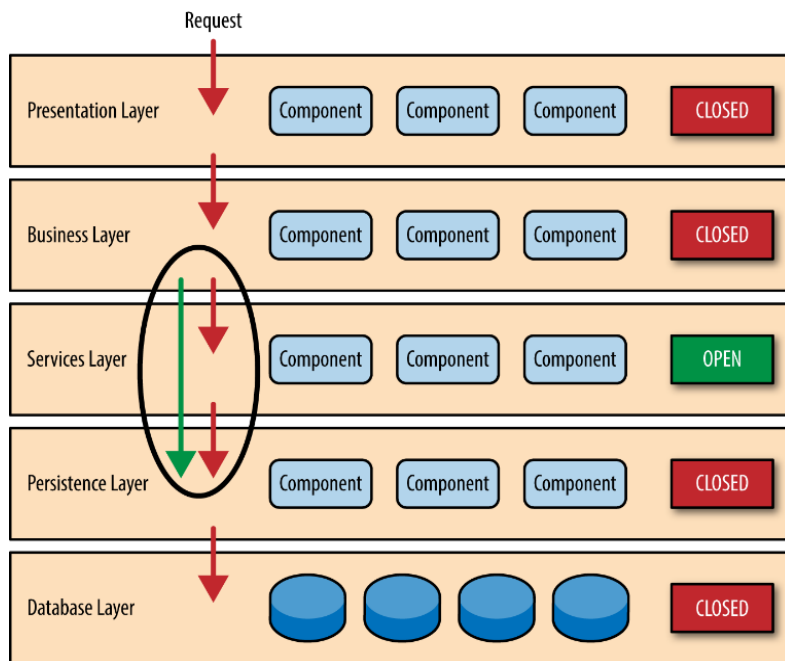 Request
Presentation Layer Component Component Component CLOSED
Business Layer Component Component Component CLOSED
Services Layer Component Component Component OPEN
Persistence Layer Component Component Component CLOSED
Database Layer CLOSED